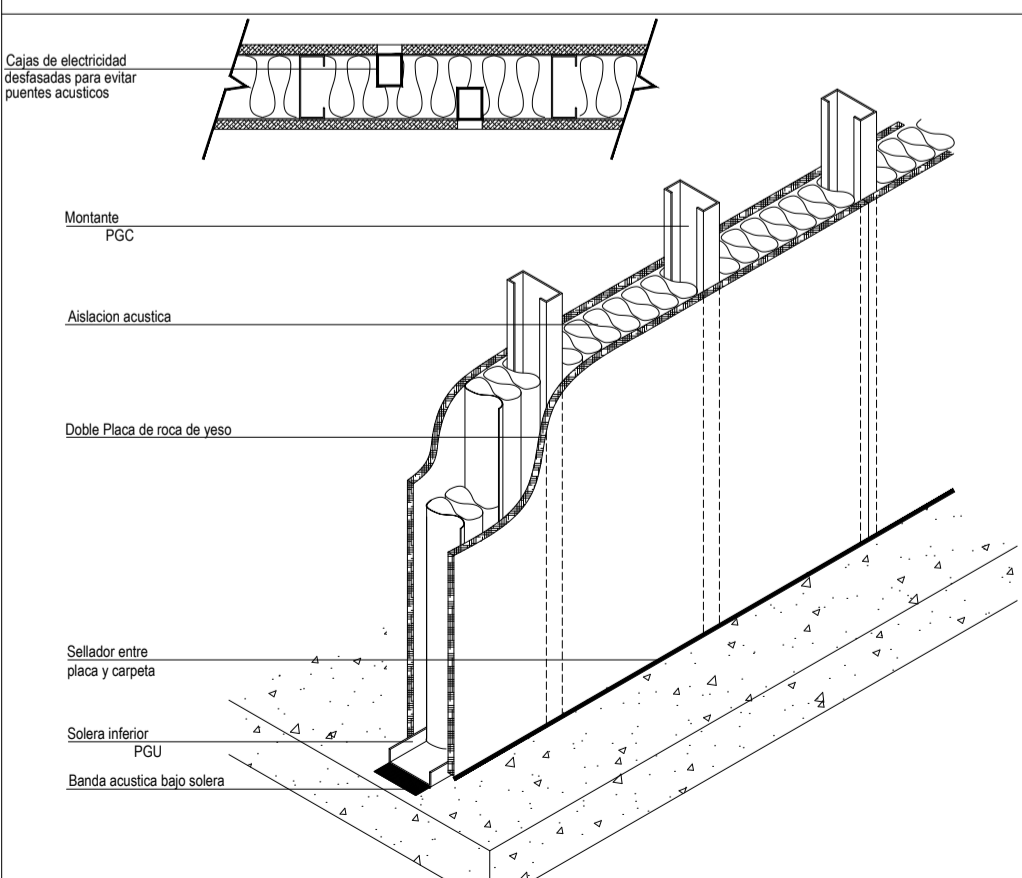 Cajas de electricidad
desfasadas para evitar
puentes acusticos
Montante
PGC
Aislacion acustica
Doble Placa de roca de yeso
Sellador entre
placa y carpeta
Solera inferior
PGU
Banda acustica bajo solera